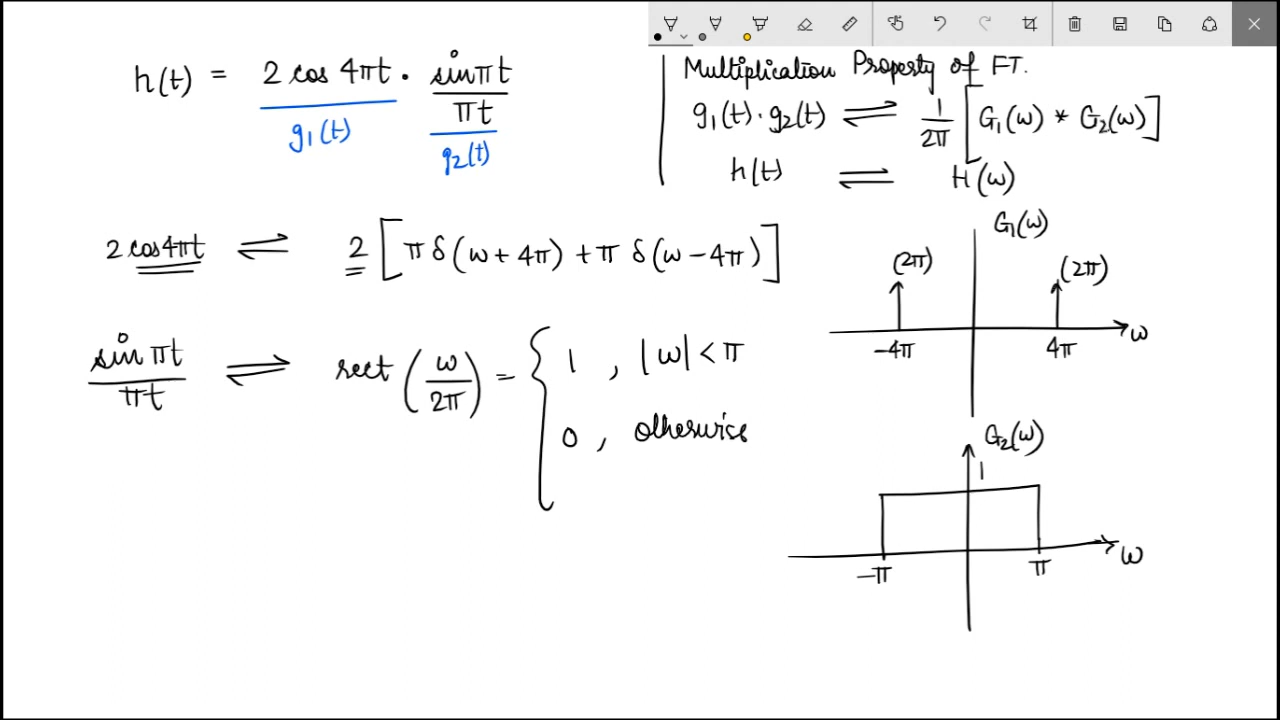 h(t) = 2 cos 4πt · sin πt / πt
g₁(t)
g₂(t)
Multiplication Property of FT.
g₁(t) · g₂(t) ⇌ 1/2π [G₁(ω) * G₂(ω)]
h(t) ⇌ H(ω)
2 cos 4πt ⇌ 2 [π δ(ω + 4π) + π δ(ω − 4π)]
sin πt / πt ⇌ rect (ω / 2π) = { 1 , |ω| < π
0 , otherwise
G₁(ω)
(2π) (2π)
ω
−4π 4π
G₂(ω)
1
ω
−π π